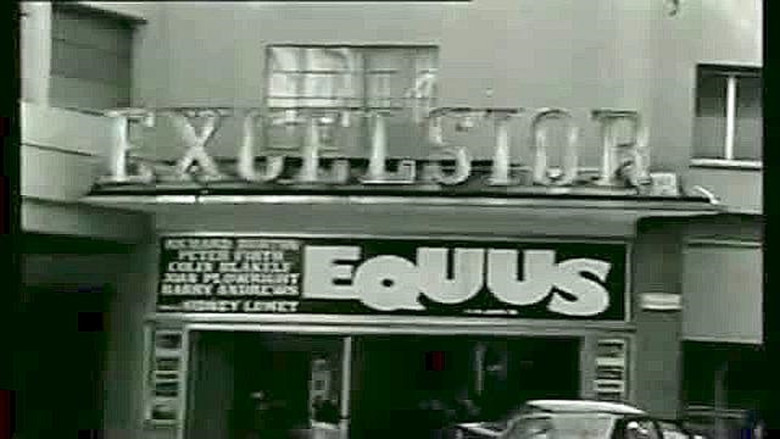 EXCELSIOR
RICHARD BURTON
PETER FIRTH
COLIN BLAKELY
JOAN PLOWRIGHT
HARRY ANDREWS
SIDNEY LUMET
EQUUS